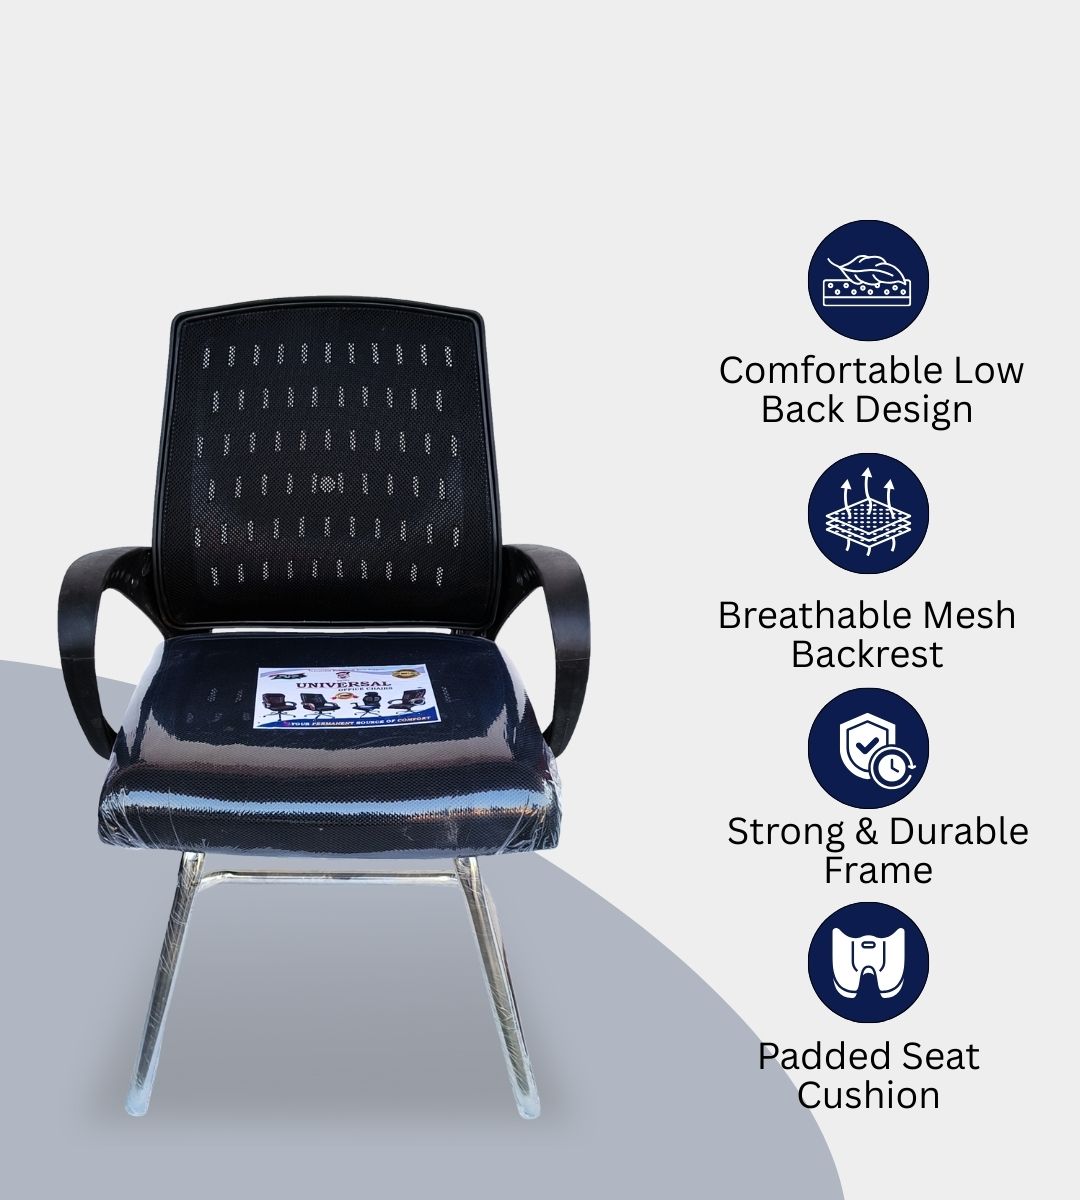 UNIVERSAL
OFFICE CHAIRS
YOUR PERMANENT SOURCE OF COMFORT
Comfortable Low
Back Design
Breathable Mesh
Backrest
Strong & Durable
Frame
Padded Seat
Cushion